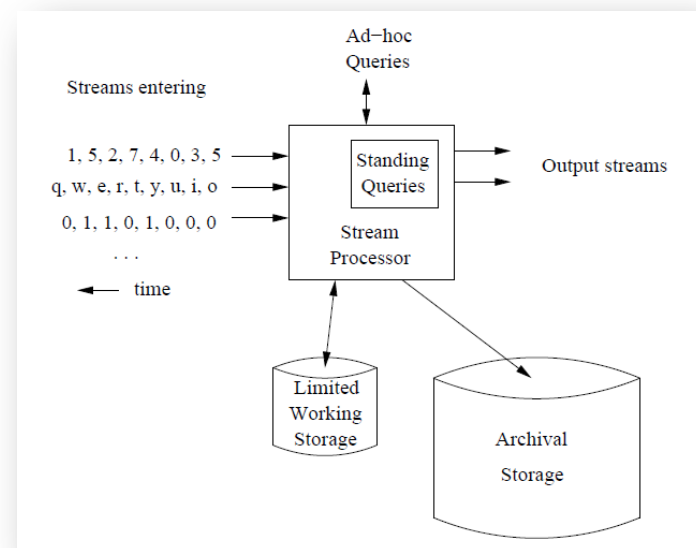 Ad-hoc
Queries
Streams entering
1, 5, 2, 7, 4, 0, 3, 5
q, w, e, r, t, y, u, i, o
0, 1, 1, 0, 1, 0, 0, 0
. . .
time
Standing
Queries
Stream
Processor
Output streams
Limited
Working
Storage
Archival
Storage